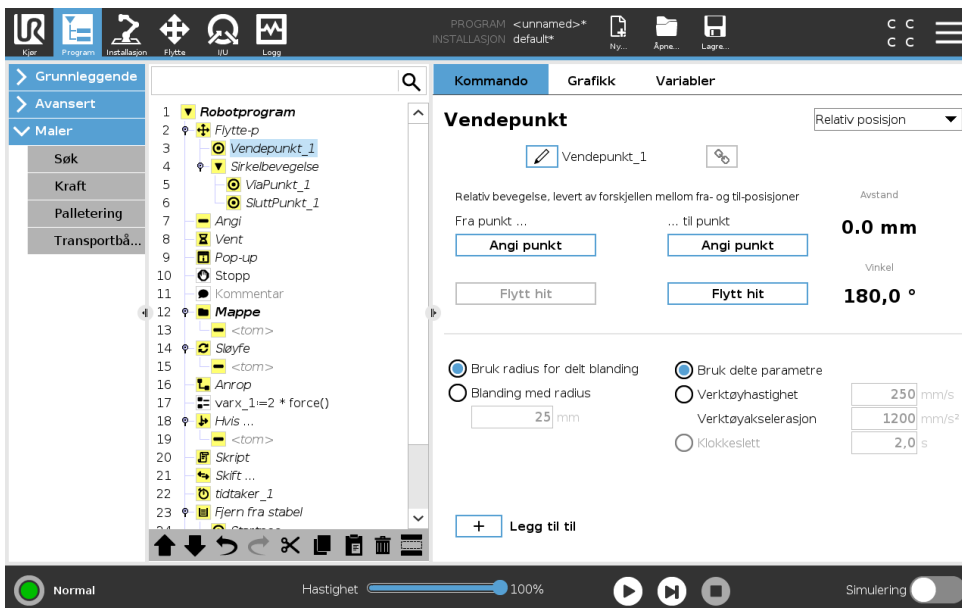 PROGRAM <unnamed>*
INSTALLASJON default*
Kjør
Program
Installasjon
Flytte
I/U
Logg
Ny...
Åpne...
Lagre...
C C
C C
Grunnleggende
Avansert
Maler
Søk
Kraft
Palletering
Transportbå...
1 Robotprogram
2 Flytte-p
3 Vendepunkt_1
4 Sirkelbevegelse
5 ViaPunkt_1
6 SluttPunkt_1
7 Angi
8 Vent
9 Pop-up
10 Stopp
11 Kommentar
12 Mappe
13 <tom>
14 Sløyfe
15 <tom>
16 Anrop
17 varx_1≔2 * force()
18 Hvis ...
19 <tom>
20 Skript
21 Skift ...
22 tidtaker_1
23 Fjern fra stabel
Kommando
Grafikk
Variabler
Vendepunkt
Relativ posisjon
Vendepunkt_1
Relativ bevegelse, levert av forskjellen mellom fra- og til-posisjoner
Avstand
Fra punkt ...
... til punkt
0.0 mm
Angi punkt
Angi punkt
Vinkel
Flytt hit
Flytt hit
180,0 °
Bruk radius for delt blanding
Bruk delte parametre
Blanding med radius
Verktøyhastighet
250 mm/s
25 mm
Verktøyakselerasjon
1200 mm/s²
Klokkeslett
2,0 s
+ Legg til til
Normal
Hastighet
100%
Simulering